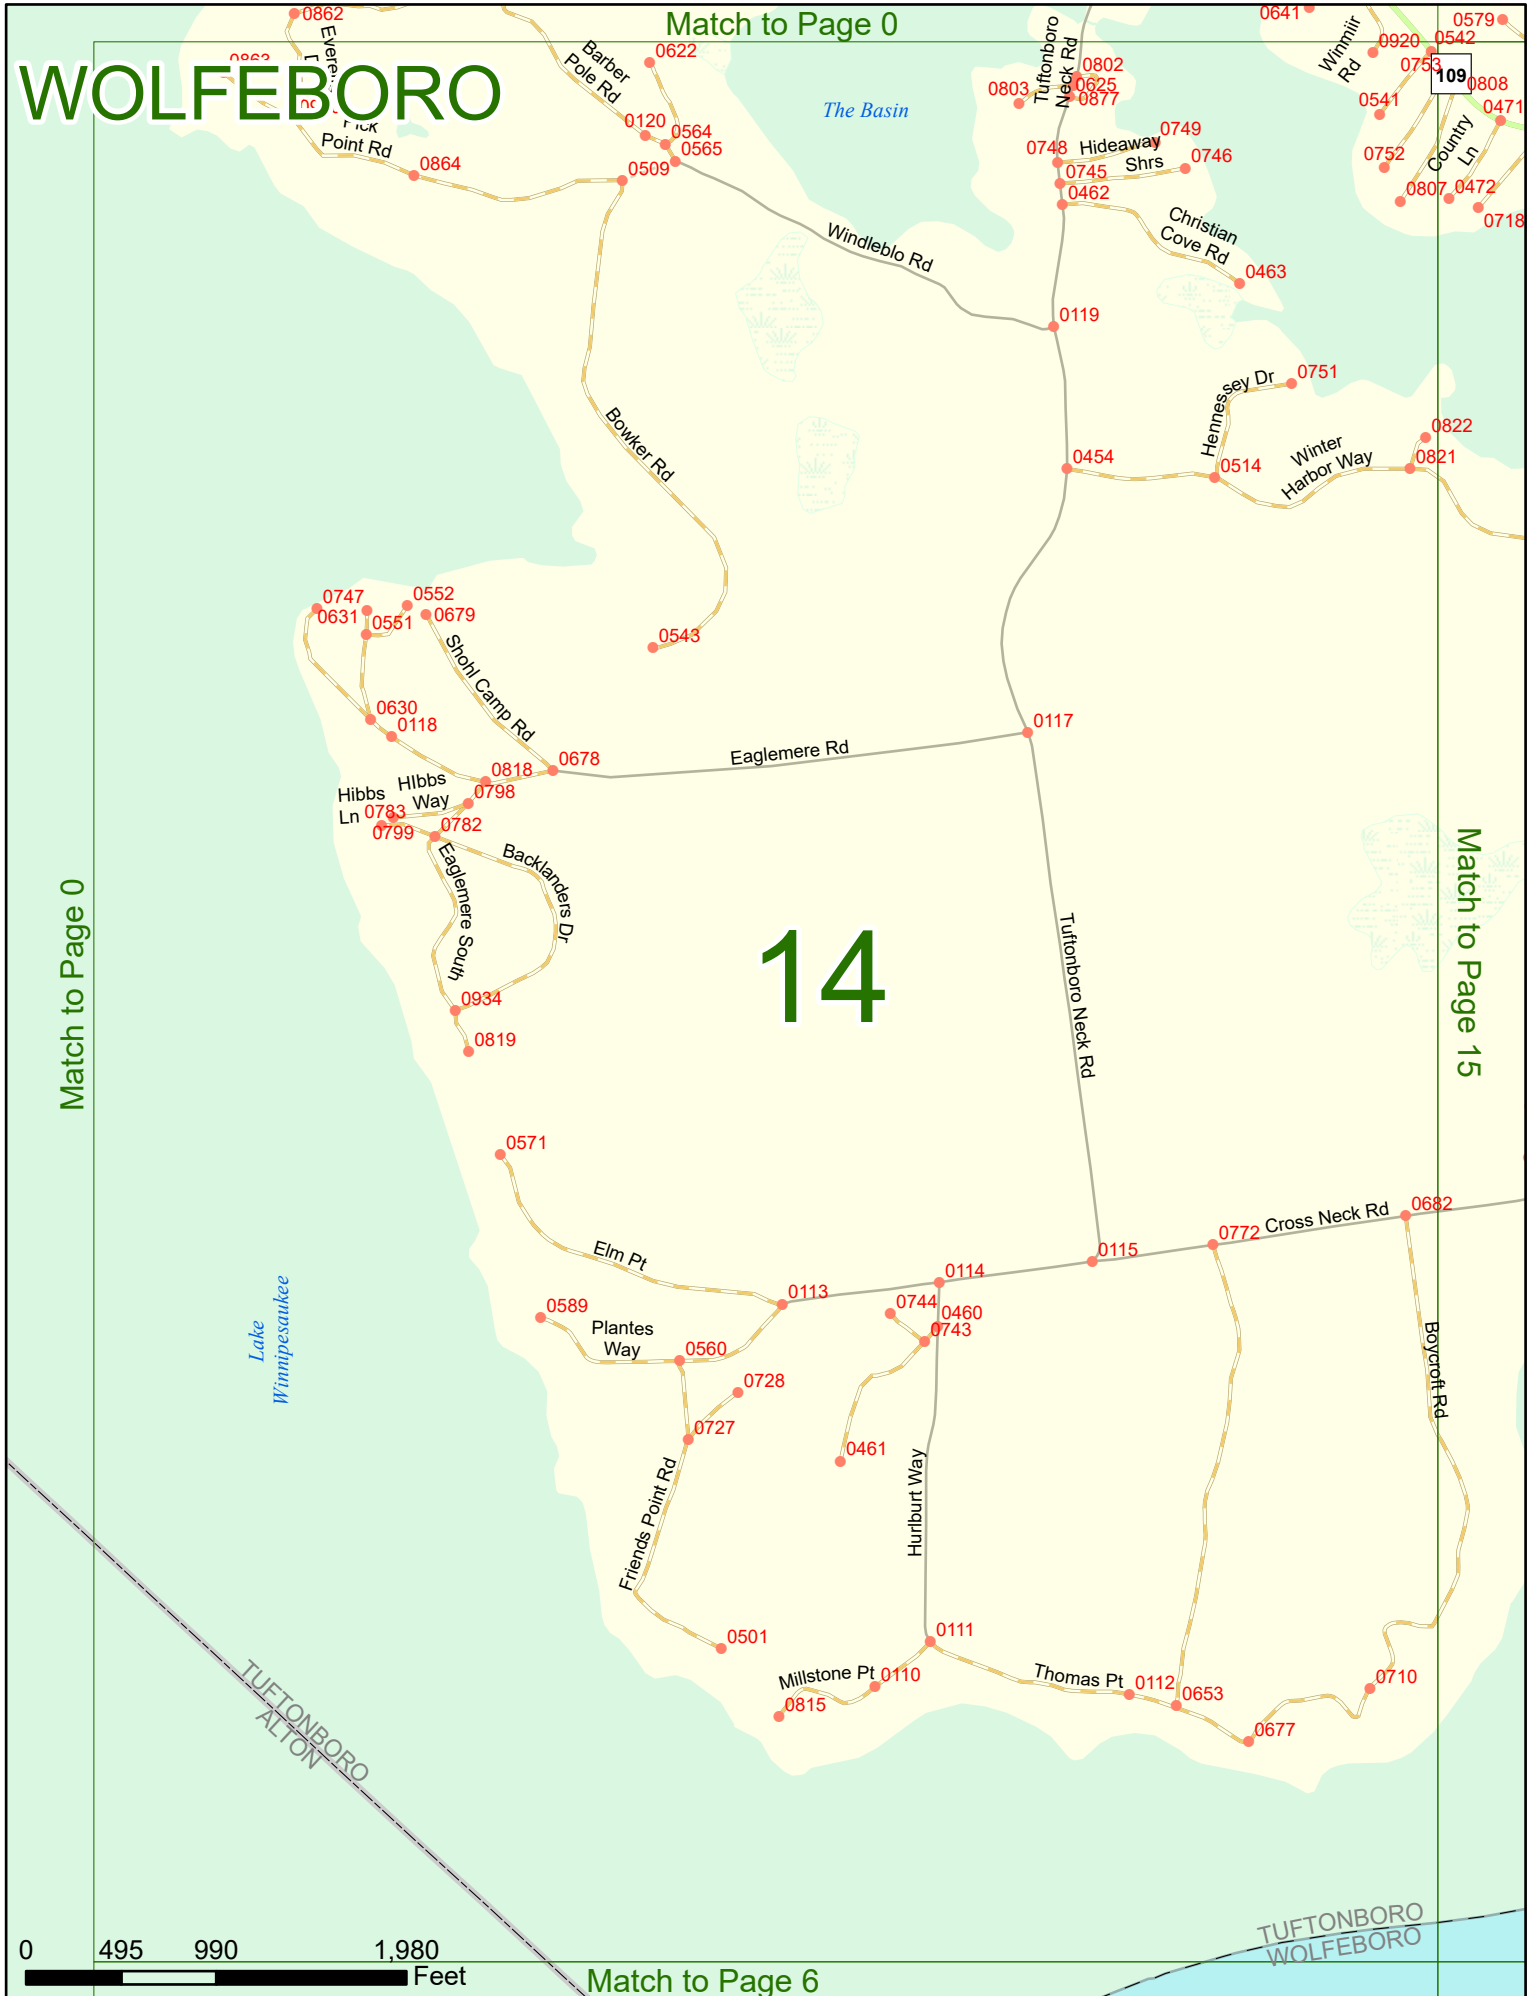 Match to Page 0
WOLFEBORO
0862
0863
Pick
Point Rd
0864
Barber
Pole Rd
0622
0120
0564
0565
0509
The Basin
Tuftonboro
Neck Rd
0802
0625
0877
0803
0748
Hideaway
Shrs
0749
0746
0745
0462
Christian
Cove Rd
0463
0641
Winmiir
Rd
0920
0579
0542
0753
109
0808
0541
0471
Country
Ln
0752
0807
0472
0718
Windleblo Rd
0119
Bowker Rd
Hennessey Dr
0751
0822
0821
Winter
Harbor Way
0454
0514
0747
0631
0551
0552
0679
Shohl Camp Rd
0543
0630
0118
0818
0678
Eaglemere Rd
0117
HIbbs
Way
Hibbs
Ln
0798
0783
0799
0782
Backlanders Dr
Eaglemere South
0934
0819
14
Tuftonboro Neck Rd
Match to Page 0
Match to Page 15
0571
Elm Pt
0113
0114
0115
0772
Cross Neck Rd
0682
Lake
Winnipesaukee
0589
Plantes
Way
0560
0744
0460
0743
0728
0727
0461
Friends Point Rd
Hurlburt Way
Boycroft Rd
0501
0111
Millstone Pt
0110
0815
Thomas Pt
0112
0653
0677
0710
TUFTONBORO
ALTON
TUFTONBORO
WOLFEBORO
0 495 990 1,980
Feet
Match to Page 6